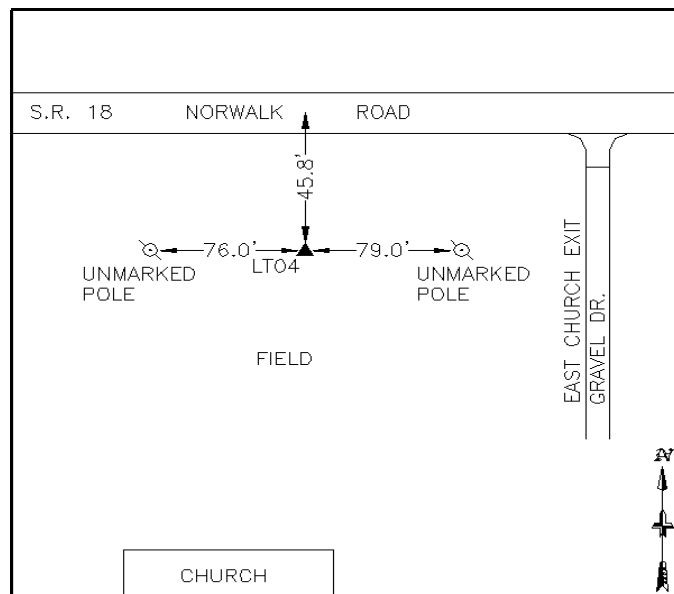 S.R. 18 NORWALK ROAD
45.8'
76.0' 79.0'
LT04
UNMARKED
POLE
UNMARKED
POLE
FIELD
EAST CHURCH EXIT
GRAVEL DR.
N
CHURCH